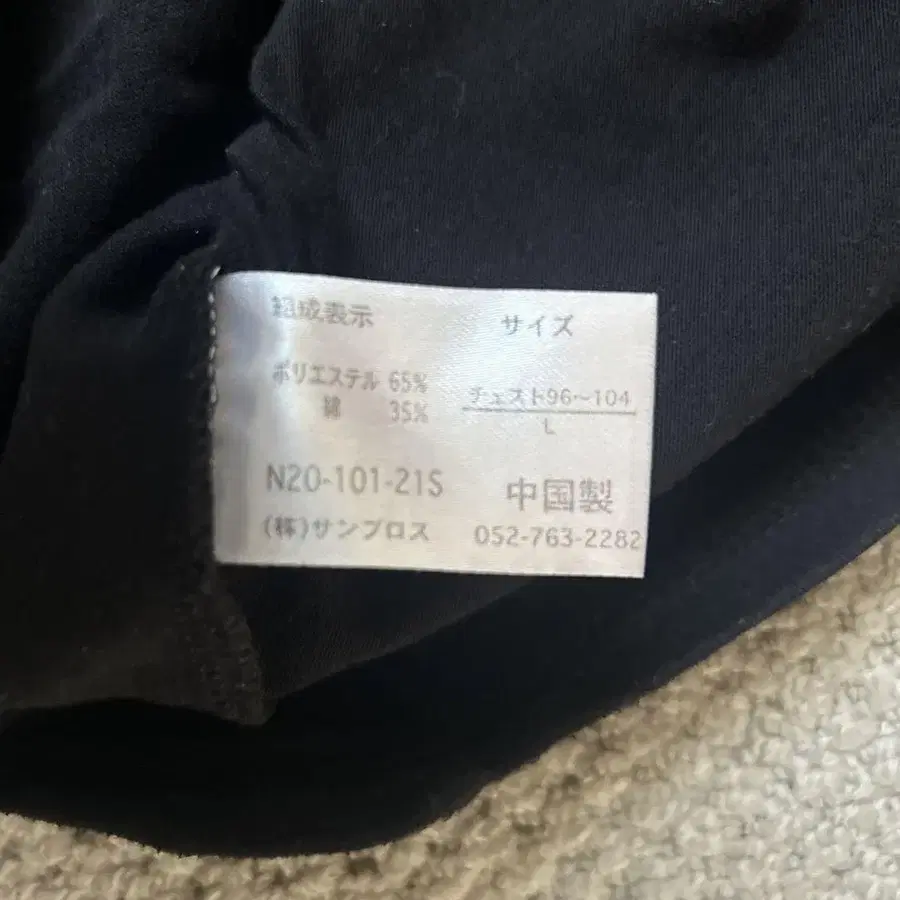 組成表示 サイズ
ポリエステル 65%
綿 35%
チェスト96～104
L
N20-101-21S 中国製
(株)サンブロス 052-763-2282